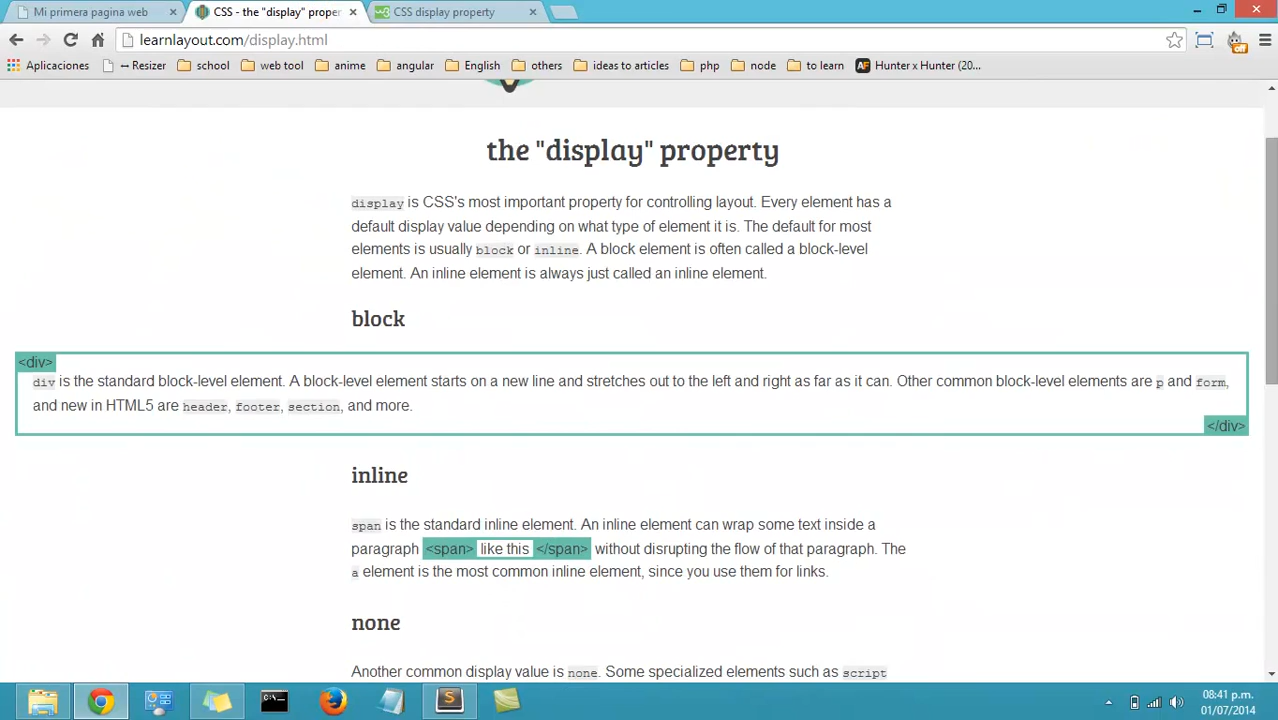 Mi primera pagina web
CSS - the "display" proper
CSS display property
learnlayout.com/display.html
Aplicaciones
↔ Resizer
school
web tool
anime
angular
English
others
ideas to articles
php
node
to learn
AF
Hunter x Hunter (20...
off
the "display" property
display is CSS's most important property for controlling layout. Every element has a
default display value depending on what type of element it is. The default for most
elements is usually block or inline. A block element is often called a block-level
element. An inline element is always just called an inline element.
block
<div>
div is the standard block-level element. A block-level element starts on a new line and stretches out to the left and right as far as it can. Other common block-level elements are p and form,
and new in HTML5 are header, footer, section, and more.
</div>
inline
span is the standard inline element. An inline element can wrap some text inside a
paragraph <span> like this </span> without disrupting the flow of that paragraph. The
a element is the most common inline element, since you use them for links.
none
Another common display value is none. Some specialized elements such as script
08:41 p.m.
01/07/2014